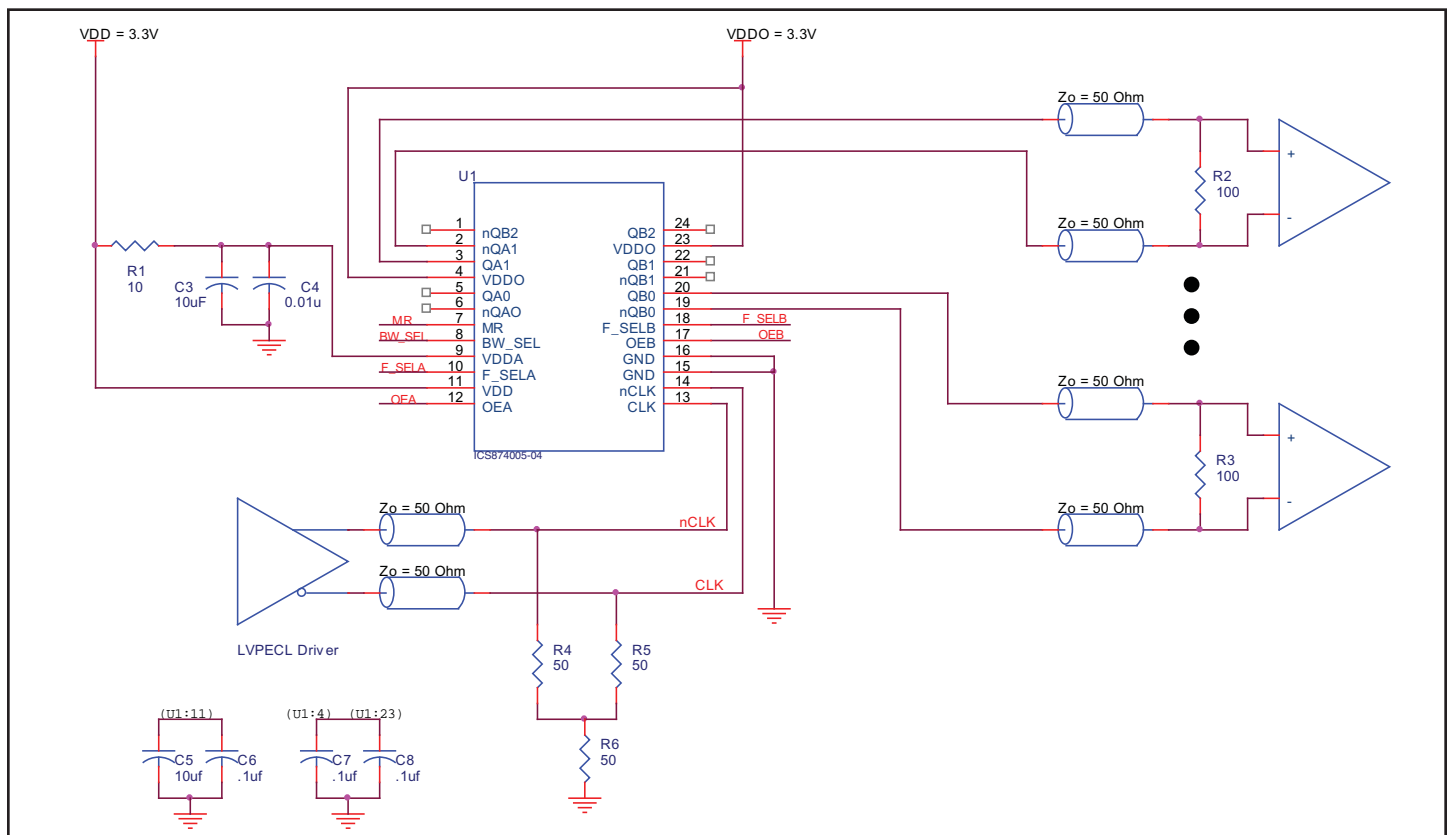 VDD = 3.3V
VDDO = 3.3V
Zo = 50 Ohm
R2
100
+
-
Zo = 50 Ohm
U1
R1
10
C3
10uF
C4
0.01u
1
nQB2
2
nQA1
3
QA1
4
VDDO
5
QA0
6
nQAO
MR
7
MR
BW_SEL
8
BW_SEL
9
VDDA
F_SELA
10
F_SELA
11
VDD
OEA
12
OEA
24
QB2
23
VDDO
22
QB1
21
nQB1
20
QB0
19
nQB0
18
F_SELB
F_SELB
17
OEB
OEB
16
GND
15
GND
14
nCLK
13
CLK
ICS874005-04
Zo = 50 Ohm
R3
100
+
-
Zo = 50 Ohm
Zo = 50 Ohm
nCLK
Zo = 50 Ohm
CLK
LVPECL Driver
R4
50
R5
50
R6
50
(U1:11)
C5
10uf
C6
.1uf
(U1:4)
(U1:23)
C7
.1uf
C8
.1uf